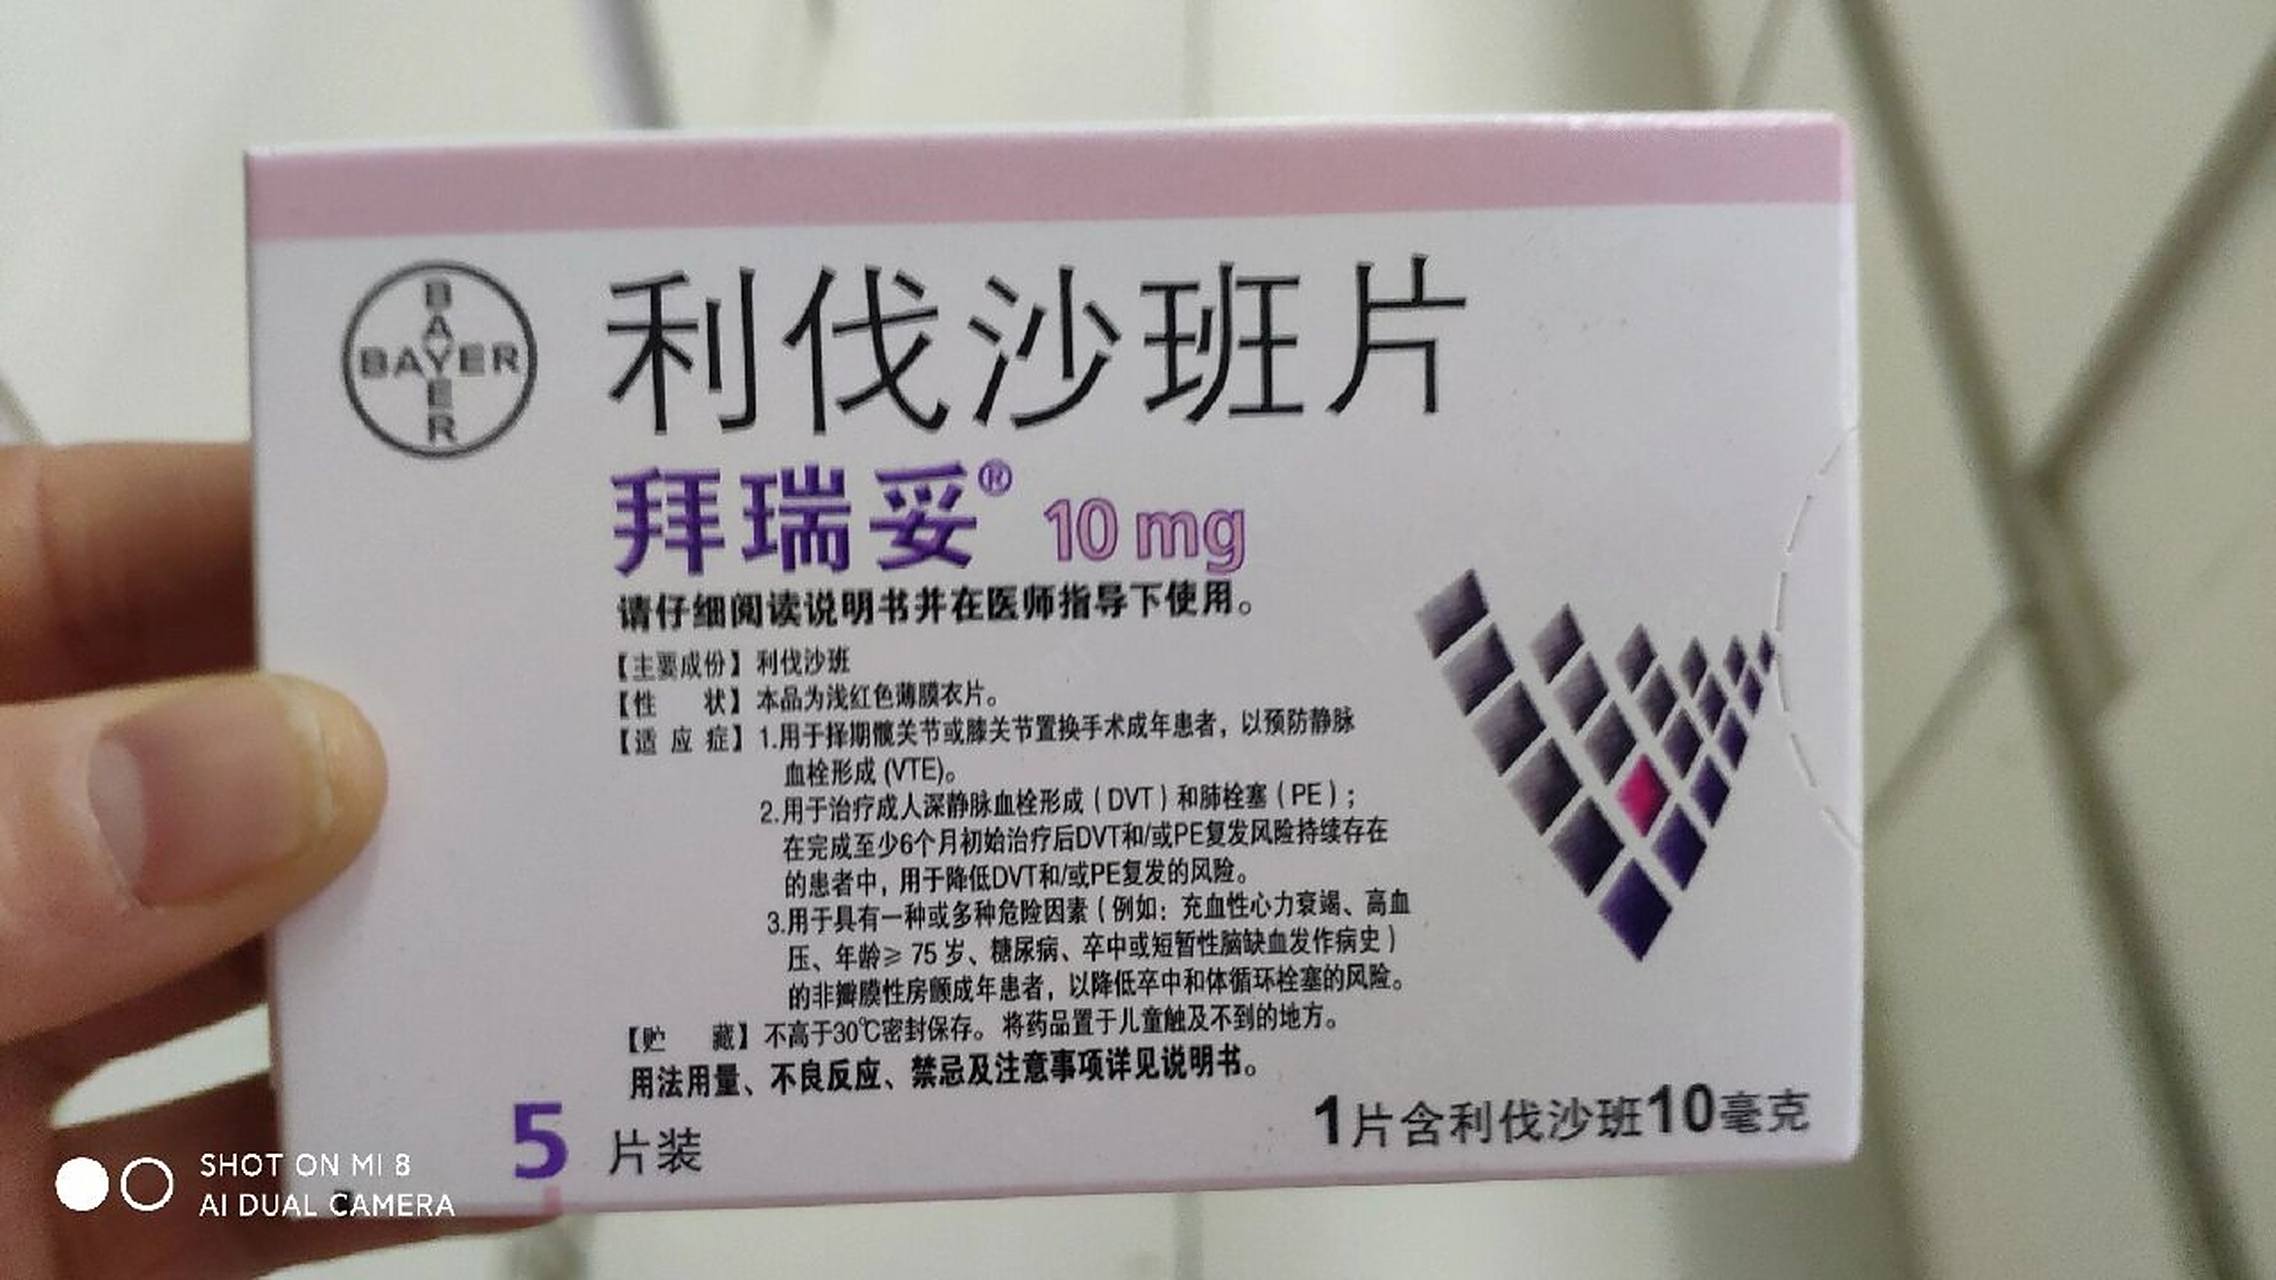 BAYER
BAYER
利伐沙班片
拜瑞妥® 10 mg
请仔细阅读说明书并在医师指导下使用。
【主要成份】利伐沙班
【性 状】本品为浅红色薄膜衣片。
【适 应 症】1.用于择期髋关节或膝关节置换手术成年患者，以预防静脉
血栓形成 (VTE)。
2.用于治疗成人深静脉血栓形成（DVT）和肺栓塞（PE）；
在完成至少6个月初始治疗后DVT和/或PE复发风险持续存在
的患者中，用于降低DVT和/或PE复发的风险。
3.用于具有一种或多种危险因素（例如：充血性心力衰竭、高血
压、年龄≥ 75 岁、糖尿病、卒中或短暂性脑缺血发作病史）
的非瓣膜性房颤成年患者，以降低卒中和体循环栓塞的风险。
【贮 藏】不高于30℃密封保存。将药品置于儿童触及不到的地方。
用法用量、不良反应、禁忌及注意事项详见说明书。
5 片装
1片含利伐沙班10毫克
SHOT ON MI 8
AI DUAL CAMERA